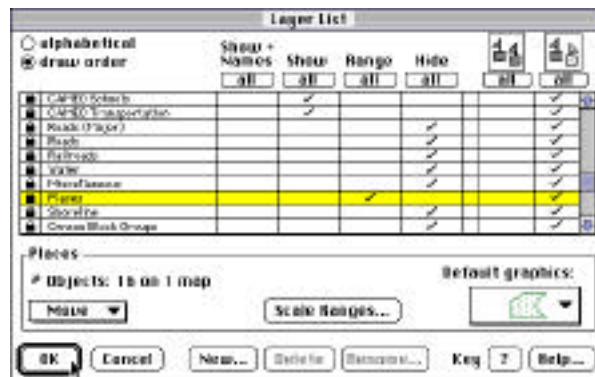 Layer List
alphabetical
draw order
Show + Names Show Range Hide
all all all all all all
CAMEO Schools
CAMEO Transportation
Roads (Major)
Roads
Railroads
Water
Miscellaneous
Places
Shoreline
Census Block Groups
Places
# Objects: 16 on 1 map
Default graphics:
Move
Scale Ranges...
OK Cancel New... Delete Rename... Key ? Help...